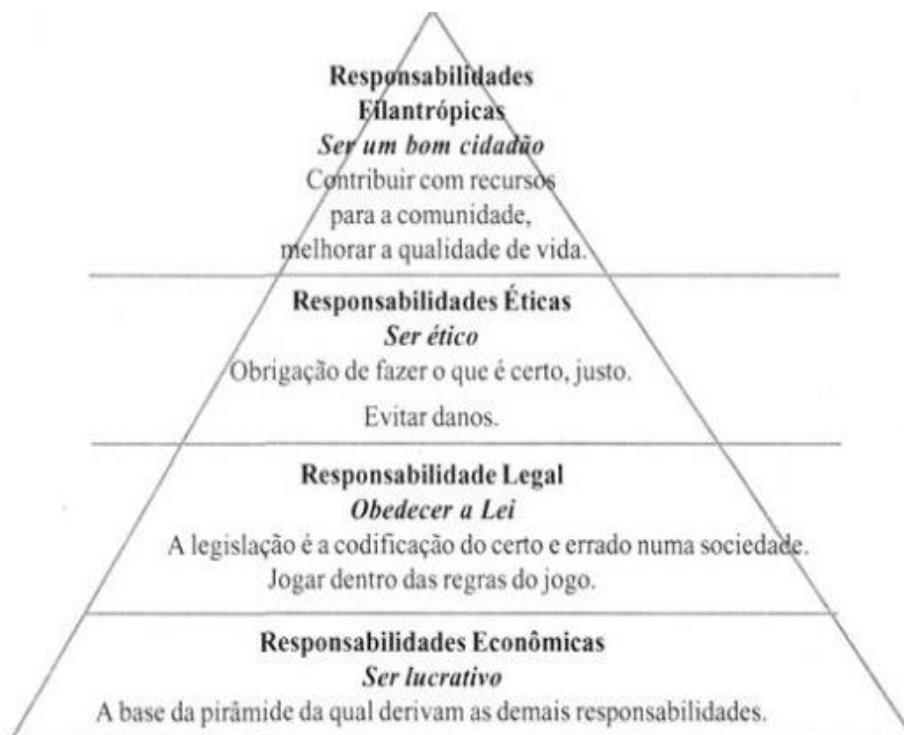 Responsabilidades
Filantrópicas
Ser um bom cidadão
Contribuir com recursos
para a comunidade,
melhorar a qualidade de vida.
Responsabilidades Éticas
Ser ético
Obrigação de fazer o que é certo, justo.
Evitar danos.
Responsabilidade Legal
Obedecer a Lei
A legislação é a codificação do certo e errado numa sociedade.
Jogar dentro das regras do jogo.
Responsabilidades Econômicas
Ser lucrativo
A base da pirâmide da qual derivam as demais responsabilidades.